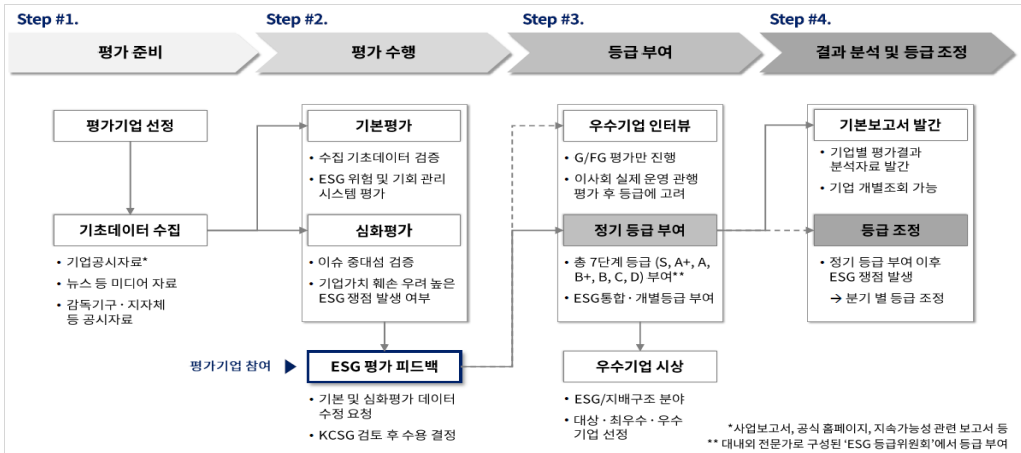 Step #1.
Step #2.
Step #3.
Step #4.
평가 준비
평가 수행
등급 부여
결과 분석 및 등급 조정
평가기업 선정
기초데이터 수집
• 기업공시자료*
• 뉴스 등 미디어 자료
• 감독기구 · 지자체
등 공시자료
기본평가
• 수집 기초데이터 검증
• ESG 위험 및 기회 관리
시스템 평가
심화평가
• 이슈 중대성 검증
• 기업가치 훼손 우려 높은
ESG 쟁점 발생 여부
평가기업 참여
ESG 평가 피드백
• 기본 및 심화평가 데이터
수정 요청
• KCSG 검토 후 수용 결정
우수기업 인터뷰
• G/FG 평가만 진행
• 이사회 실제 운영 관행
평가 후 등급에 고려
정기 등급 부여
• 총 7단계 등급 (S, A+, A,
B+, B, C, D) 부여**
• ESG통합 · 개별등급 부여
우수기업 시상
• ESG/지배구조 분야
• 대상 · 최우수 · 우수
기업 선정
기본보고서 발간
• 기업별 평가결과
분석자료 발간
• 기업 개별조회 가능
등급 조정
• 정기 등급 부여 이후
ESG 쟁점 발생
→ 분기 별 등급 조정
*사업보고서, 공식 홈페이지, 지속가능성 관련 보고서 등
** 대내외 전문가로 구성된 ‘ESG 등급위원회’에서 등급 부여